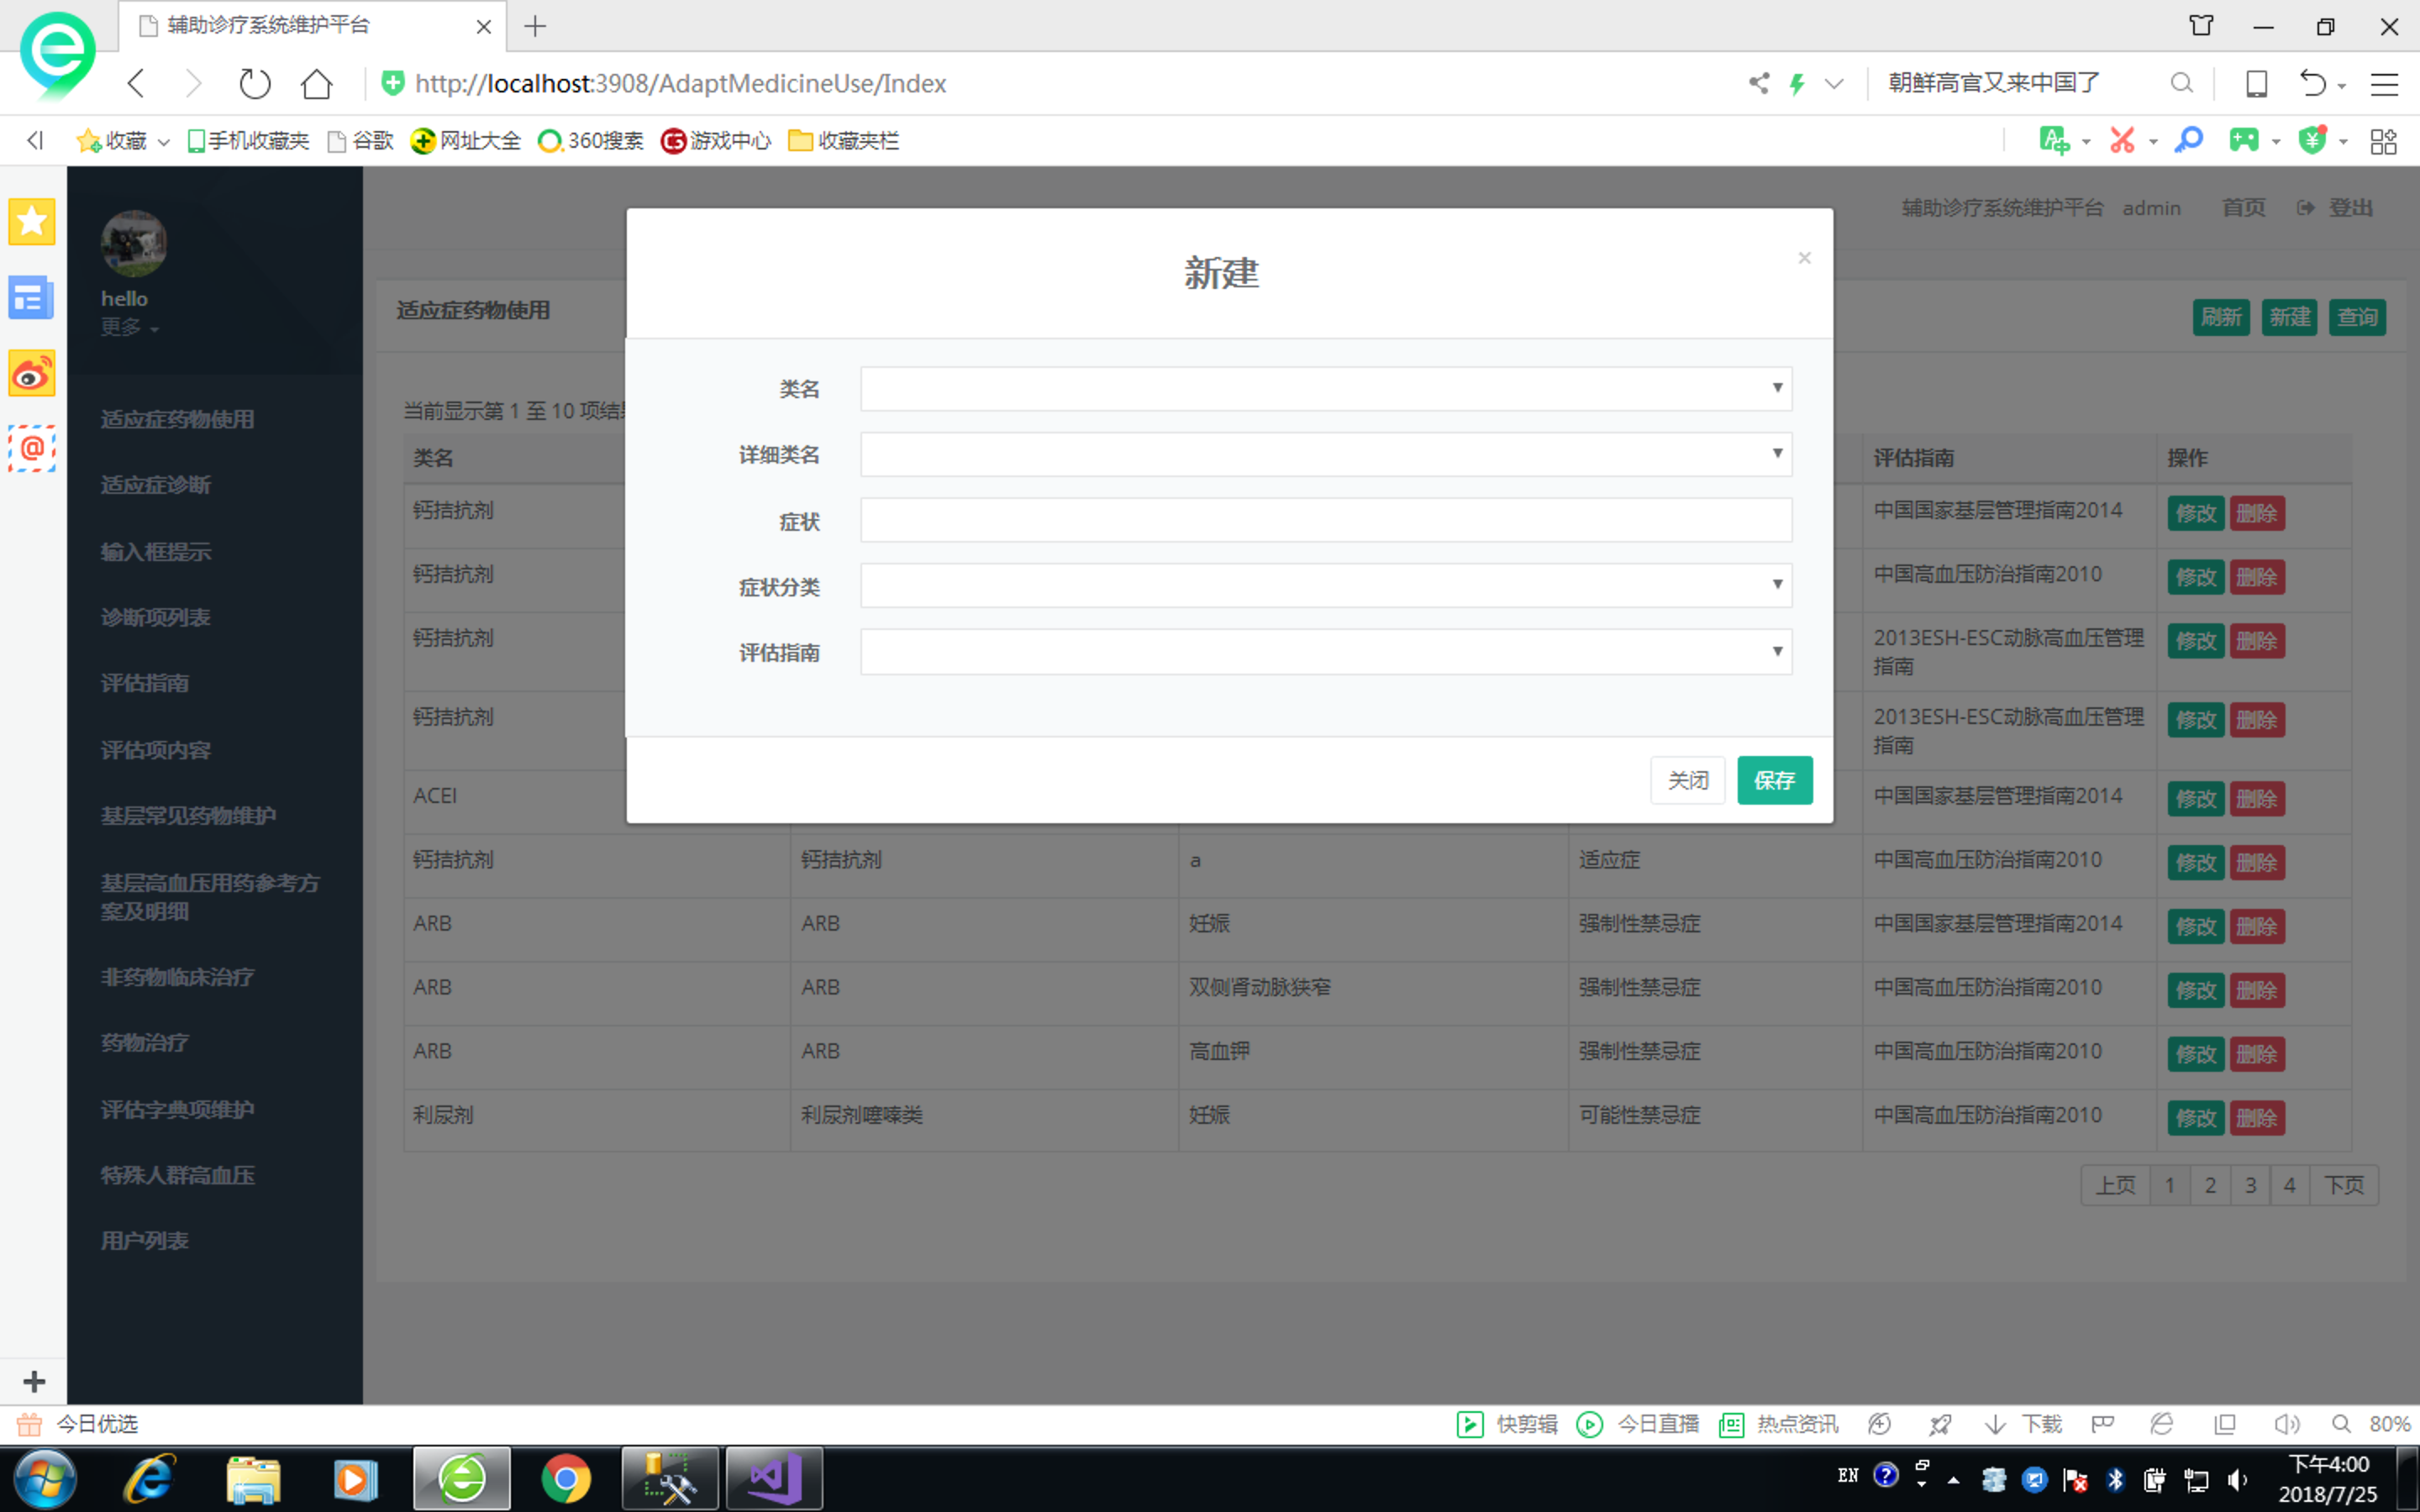 辅助诊疗系统维护平台
http://localhost:3908/AdaptMedicineUse/Index
朝鲜高官又来中国了
收藏 手机收藏夹 谷歌 网址大全 360搜索 游戏中心 收藏夹栏
辅助诊疗系统维护平台 admin 首页 登出
hello
更多
适应症药物使用
适应症诊断
输入框提示
诊断项列表
评估指南
评估项内容
基层常见药物维护
基层高血压用药参考方
案及明细
非药物临床治疗
药物治疗
评估字典项维护
特殊人群高血压
用户列表
适应症药物使用
刷新 新建 查询
新建
×
类名
详细类名
症状
症状分类
评估指南
关闭 保存
当前显示第 1 至 10 项结
类名 评估指南 操作
钙拮抗剂 中国国家基层管理指南2014 修改 删除
钙拮抗剂 中国高血压防治指南2010 修改 删除
钙拮抗剂 2013ESH-ESC动脉高血压管理
指南 修改 删除
钙拮抗剂 2013ESH-ESC动脉高血压管理
指南 修改 删除
ACEI 中国国家基层管理指南2014 修改 删除
钙拮抗剂 钙拮抗剂 a 适应症 中国高血压防治指南2010 修改 删除
ARB ARB 妊娠 强制性禁忌症 中国国家基层管理指南2014 修改 删除
ARB ARB 双侧肾动脉狭窄 强制性禁忌症 中国高血压防治指南2010 修改 删除
ARB ARB 高血钾 强制性禁忌症 中国高血压防治指南2010 修改 删除
利尿剂 利尿剂噻嗪类 妊娠 可能性禁忌症 中国高血压防治指南2010 修改 删除
上页 1 2 3 4 下页
今日优选
快剪辑 今日直播 热点资讯 下载 80%
EN
下午4:00
2018/7/25